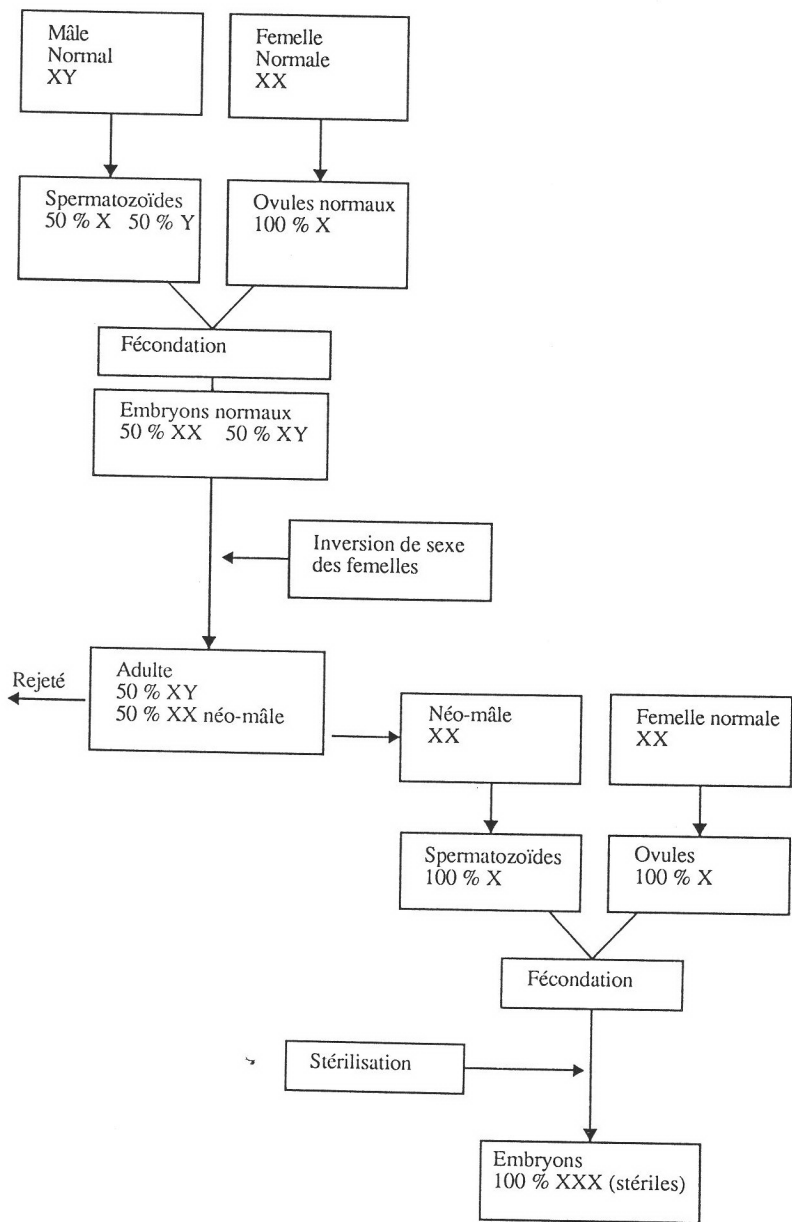 Mâle
Normal
XY
Femelle
Normale
XX
Spermatozoïdes
50 % X 50 % Y
Ovules normaux
100 % X
Fécondation
Embryons normaux
50 % XX 50 % XY
Inversion de sexe
des femelles
Rejeté
Adulte
50 % XY
50 % XX néo-mâle
Néo-mâle
XX
Femelle normale
XX
Spermatozoïdes
100 % X
Ovules
100 % X
Fécondation
Stérilisation
Embryons
100 % XXX (stériles)